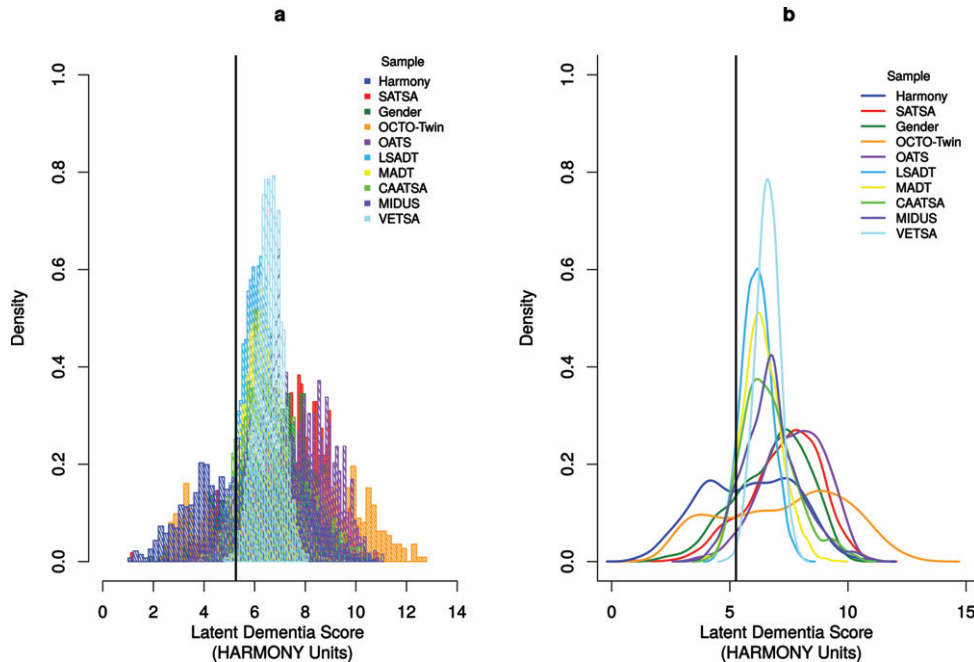 a
Sample
Harmony
SATSA
Gender
OCTO-Twin
OATS
LSADT
MADT
CAATSA
MIDUS
VETSA
Density
0.0
0.2
0.4
0.6
0.8
1.0
0 2 4 6 8 10 12 14
Latent Dementia Score
(HARMONY Units)
b
Sample
Harmony
SATSA
Gender
OCTO-Twin
OATS
LSADT
MADT
CAATSA
MIDUS
VETSA
Density
0.0
0.2
0.4
0.6
0.8
1.0
0 5 10 15
Latent Dementia Score
(HARMONY Units)